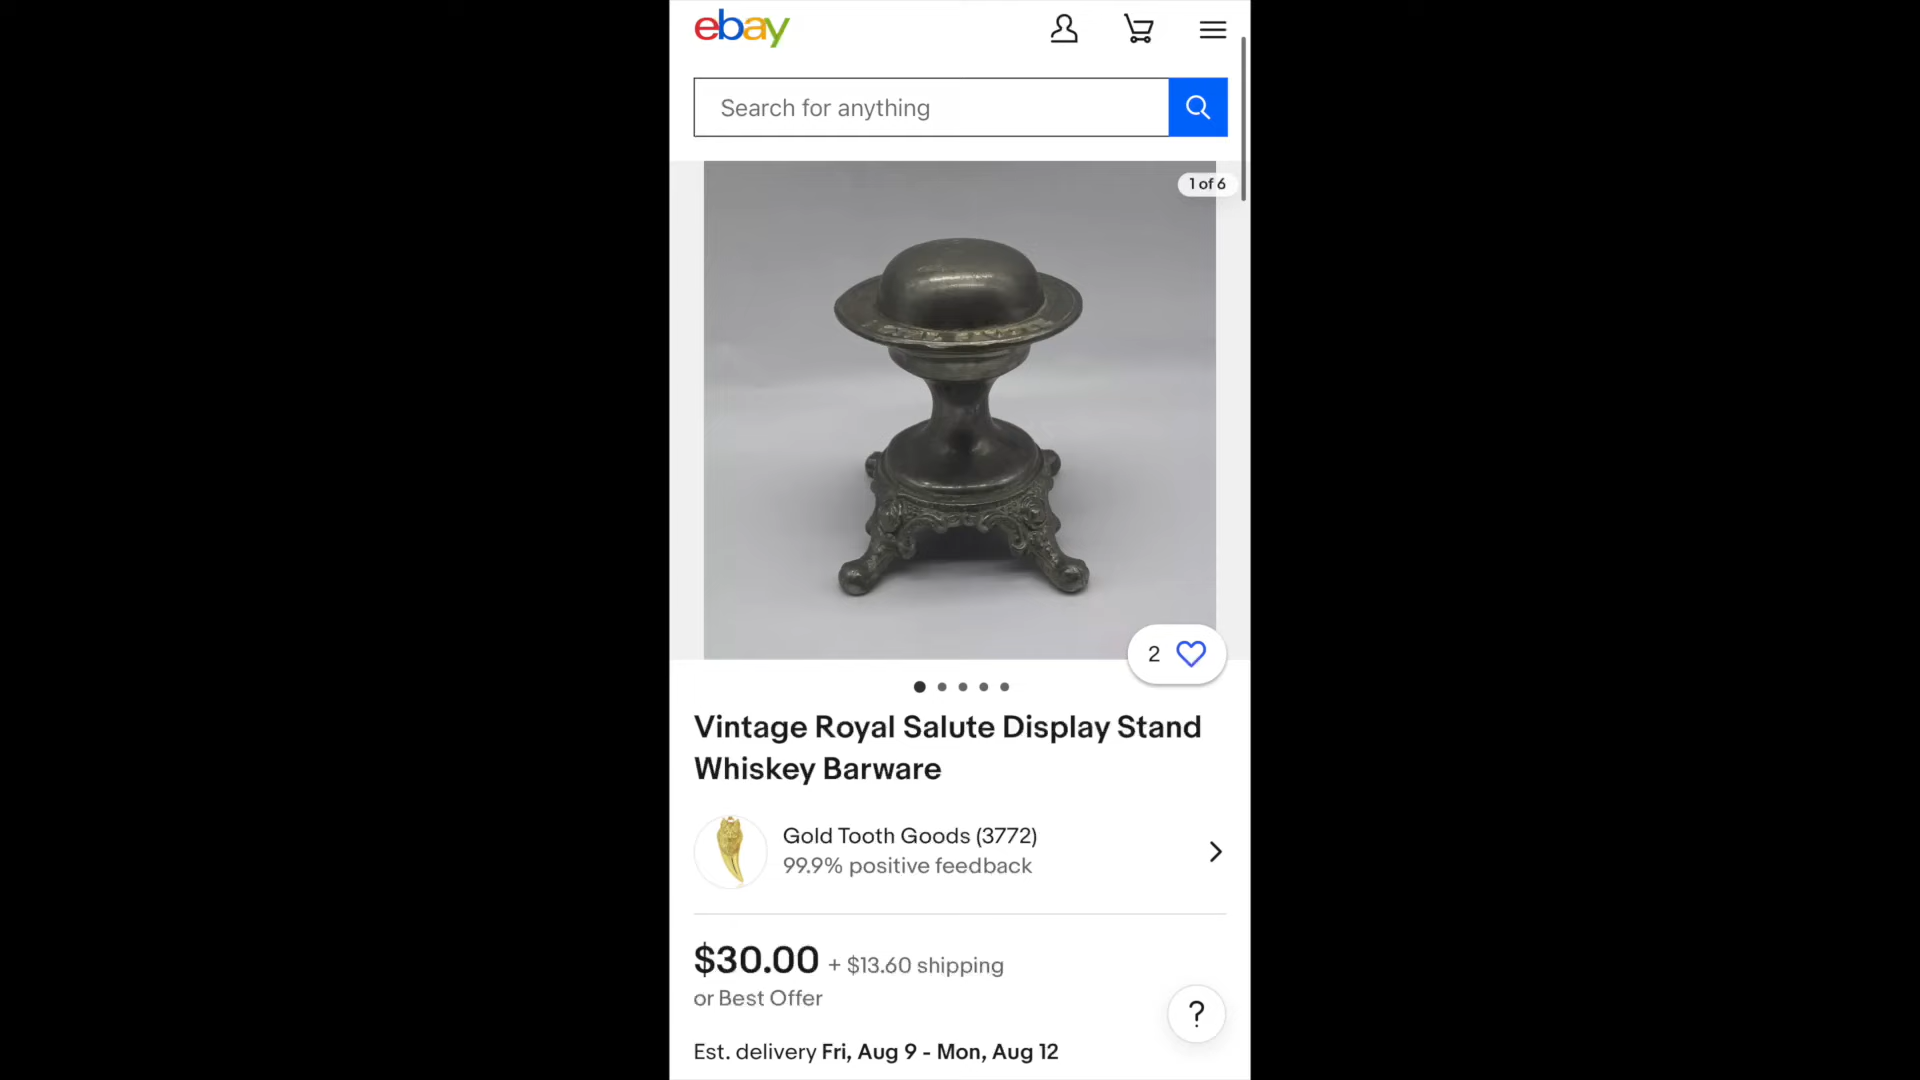 ebay
Search for anything
1 of 6
2
Vintage Royal Salute Display Stand
Whiskey Barware
Gold Tooth Goods (3772)
99.9% positive feedback
$30.00 + $13.60 shipping
or Best Offer
?
Est. delivery Fri, Aug 9 - Mon, Aug 12